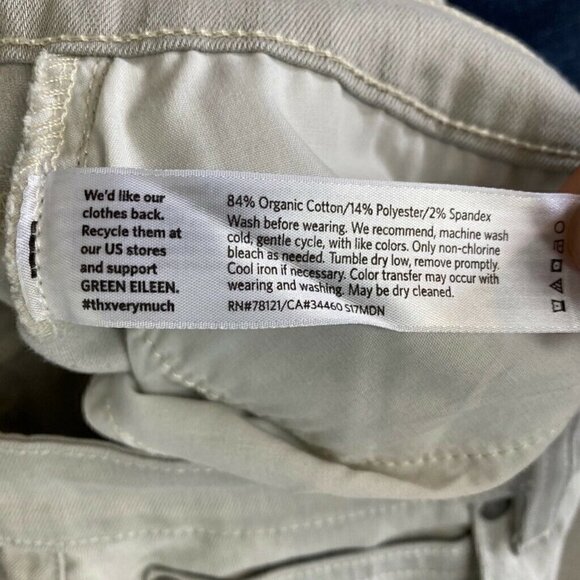 We'd like our
clothes back.
Recycle them at
our US stores
and support
GREEN EILEEN.
#thxverymuch
84% Organic Cotton/14% Polyester/2% Spandex
Wash before wearing. We recommend, machine wash
cold, gentle cycle, with like colors. Only non-chlorine
bleach as needed. Tumble dry low, remove promptly.
Cool iron if necessary. Color transfer may occur with
wearing and washing. May be dry cleaned.
RN#78121/CA#34460 S17MDN